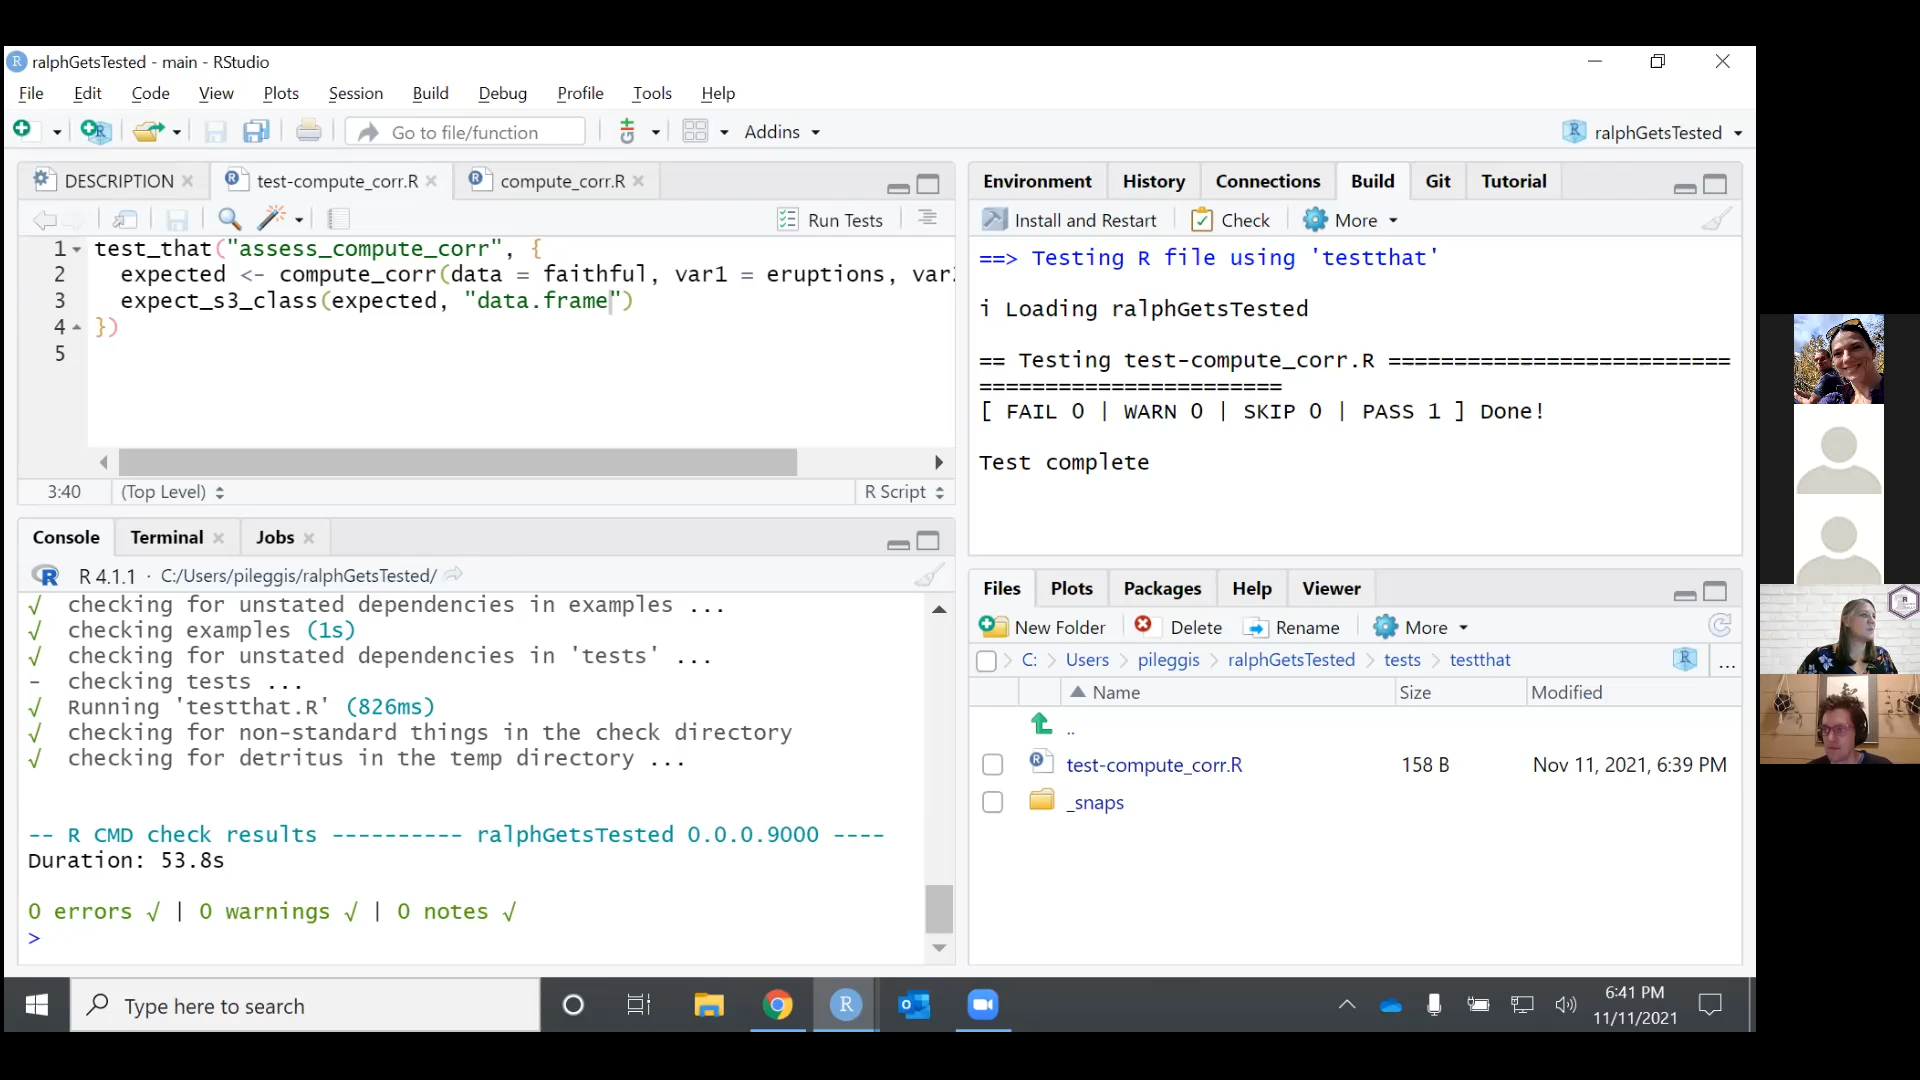 ralphGetsTested - main - RStudio
File Edit Code View Plots Session Build Debug Profile Tools Help
Go to file/function Addins ralphGetsTested
DESCRIPTION test-compute_corr.R compute_corr.R
Run Tests
1 test_that("assess_compute_corr", {
2 expected <- compute_corr(data = faithful, var1 = eruptions, var2
3 expect_s3_class(expected, "data.frame")
4 })
5
3:40 (Top Level) R Script
Console Terminal Jobs
R 4.1.1 · C:/Users/pileggis/ralphGetsTested/
√ checking for unstated dependencies in examples ...
√ checking examples (1s)
√ checking for unstated dependencies in 'tests' ...
- checking tests ...
√ Running 'testthat.R' (826ms)
√ checking for non-standard things in the check directory
√ checking for detritus in the temp directory ...
-- R CMD check results ---------- ralphGetsTested 0.0.0.9000 ----
Duration: 53.8s
0 errors √ | 0 warnings √ | 0 notes √
>
Environment History Connections Build Git Tutorial
Install and Restart Check More
==> Testing R file using 'testthat'
i Loading ralphGetsTested
== Testing test-compute_corr.R ==========================
=======================
[ FAIL 0 | WARN 0 | SKIP 0 | PASS 1 ] Done!
Test complete
Files Plots Packages Help Viewer
New Folder Delete Rename More
C: Users pileggis ralphGetsTested tests testthat ...
Name Size Modified
..
test-compute_corr.R 158 B Nov 11, 2021, 6:39 PM
_snaps
Type here to search
6:41 PM
11/11/2021